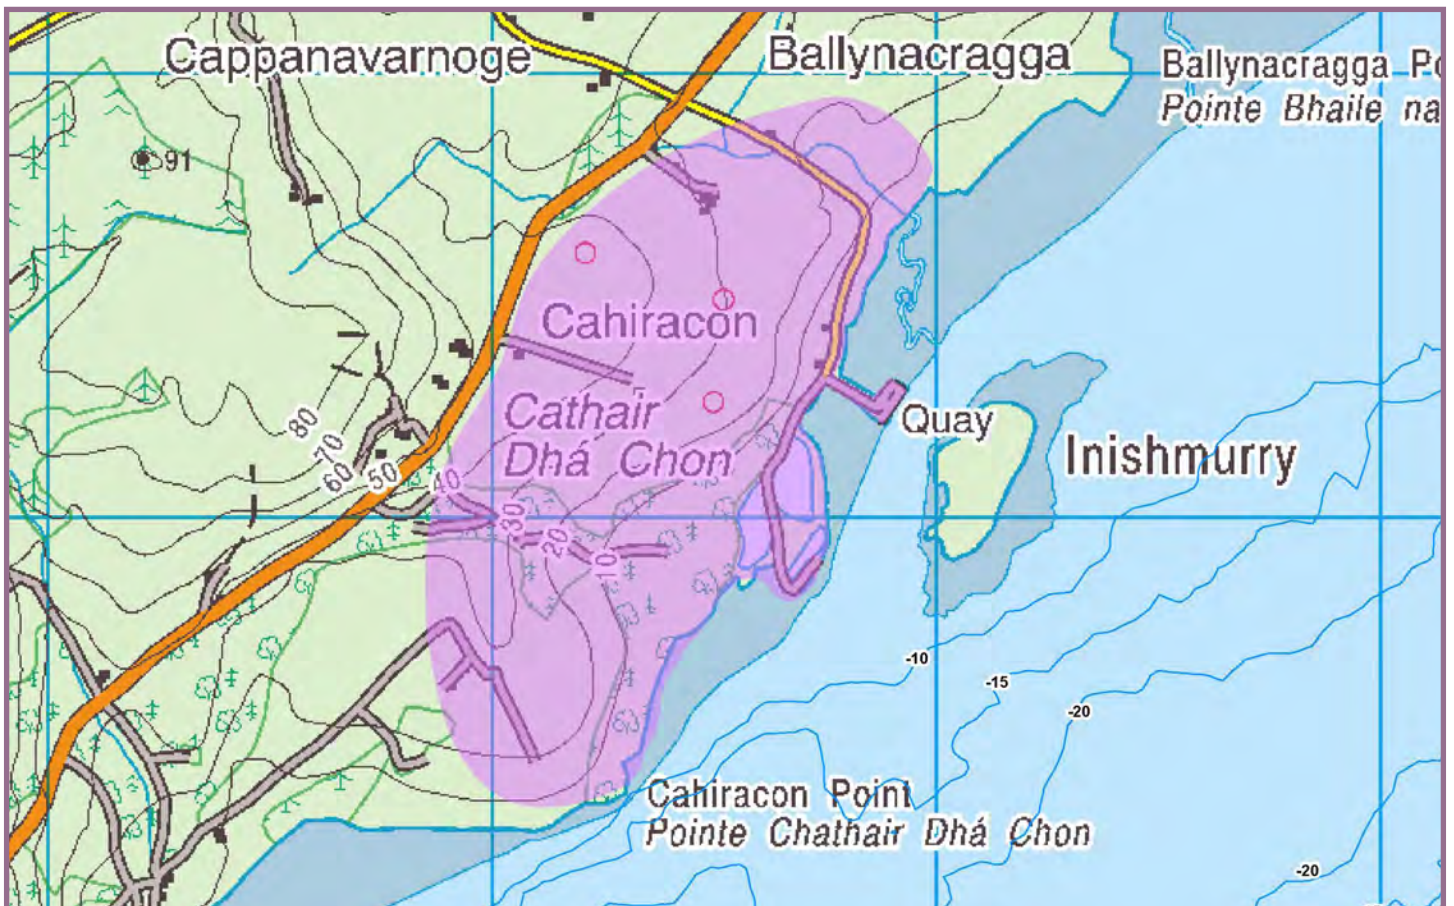 Cappanavarnoge
Ballynacragga
Ballynacragga Po
Pointe Bhaile na
91
Cahiracon
Cathair
Dhá Chon
Quay
Inishmurry
80
70
60
50
40
30
20
10
-10
-15
-20
Cahiracon Point
Pointe Chathair Dhá Chon
-20